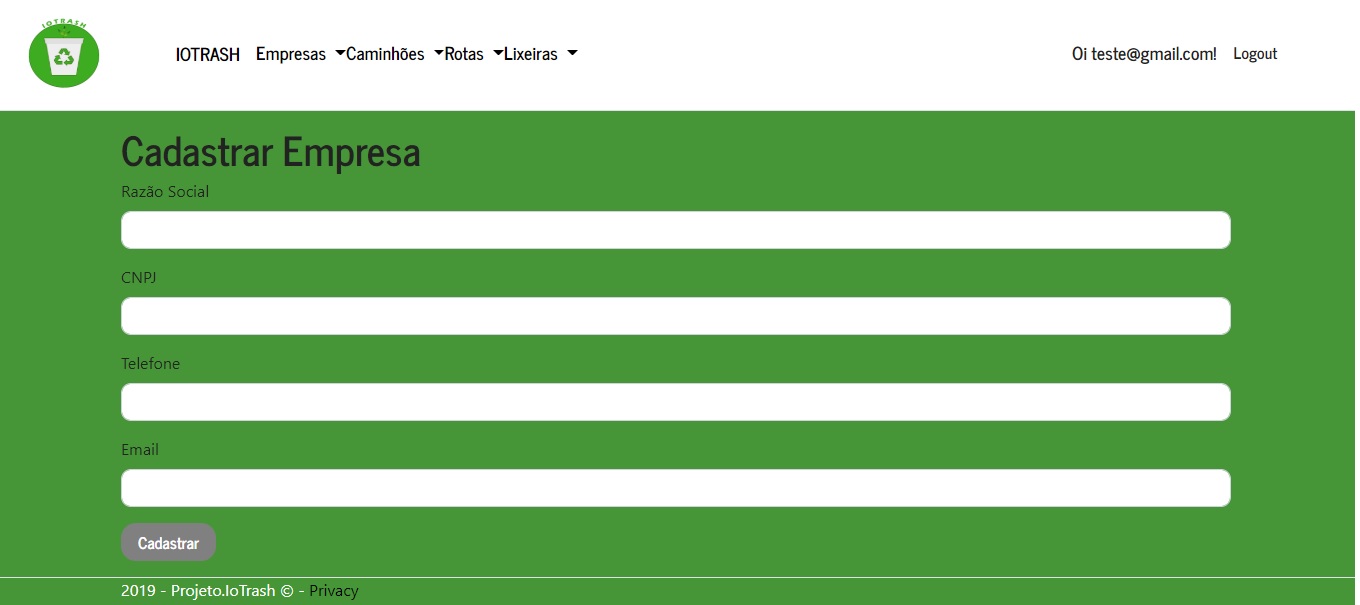 IOTRASH
IOTRASH Empresas Caminhões Rotas Lixeiras Oi teste@gmail.com! Logout
Cadastrar Empresa
Razão Social
CNPJ
Telefone
Email
Cadastrar
2019 - Projeto.IoTrash © - Privacy